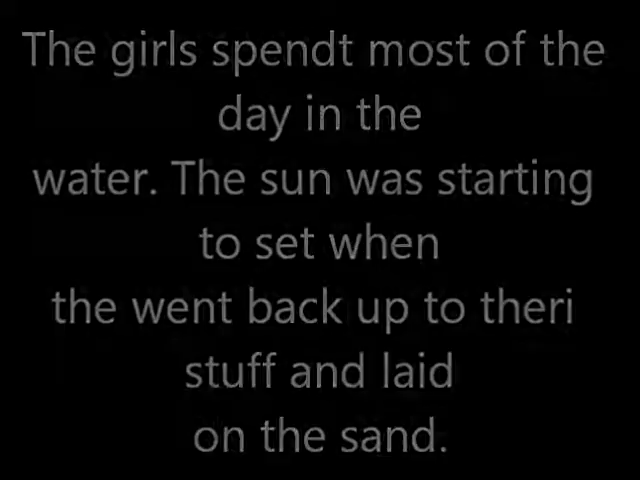 The girls spendt most of the
day in the
water. The sun was starting
to set when
the went back up to theri
stuff and laid
on the sand.